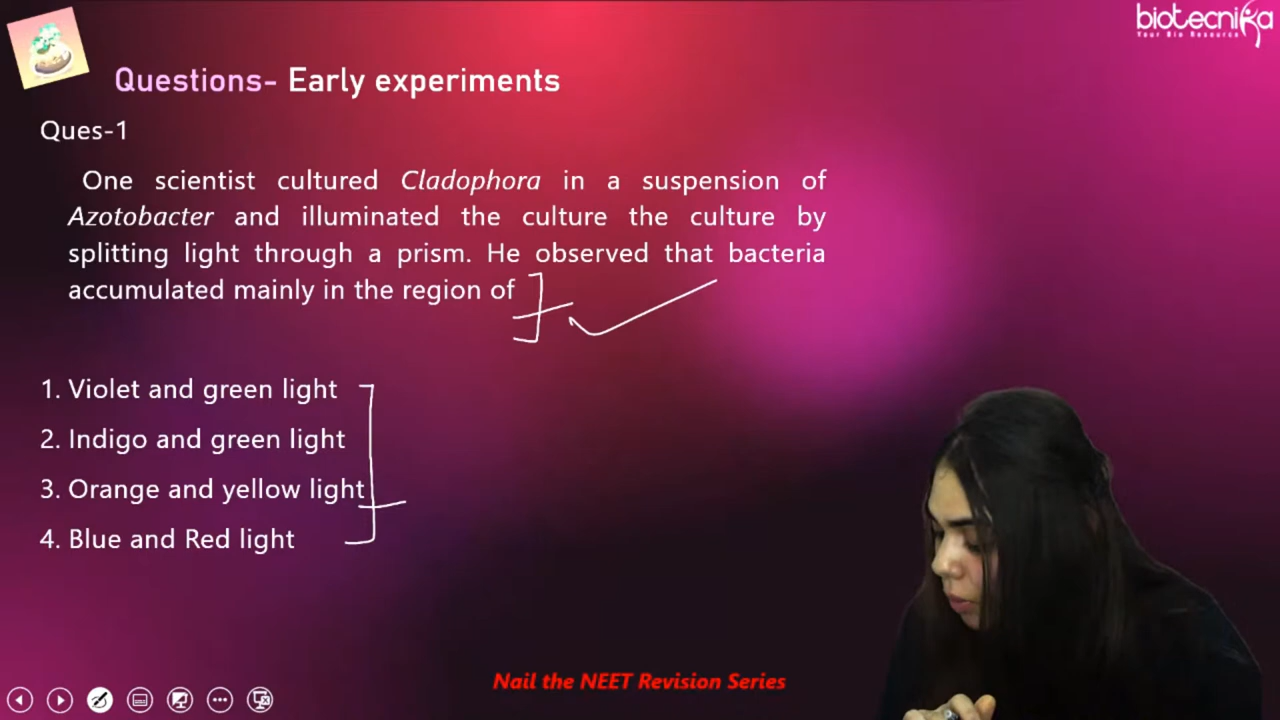 biotecnika
Your Bio Resource
Questions- Early experiments
Ques-1
One scientist cultured Cladophora in a suspension of
Azotobacter and illuminated the culture the culture by
splitting light through a prism. He observed that bacteria
accumulated mainly in the region of
1. Violet and green light
2. Indigo and green light
3. Orange and yellow light
4. Blue and Red light
Nail the NEET Revision Series